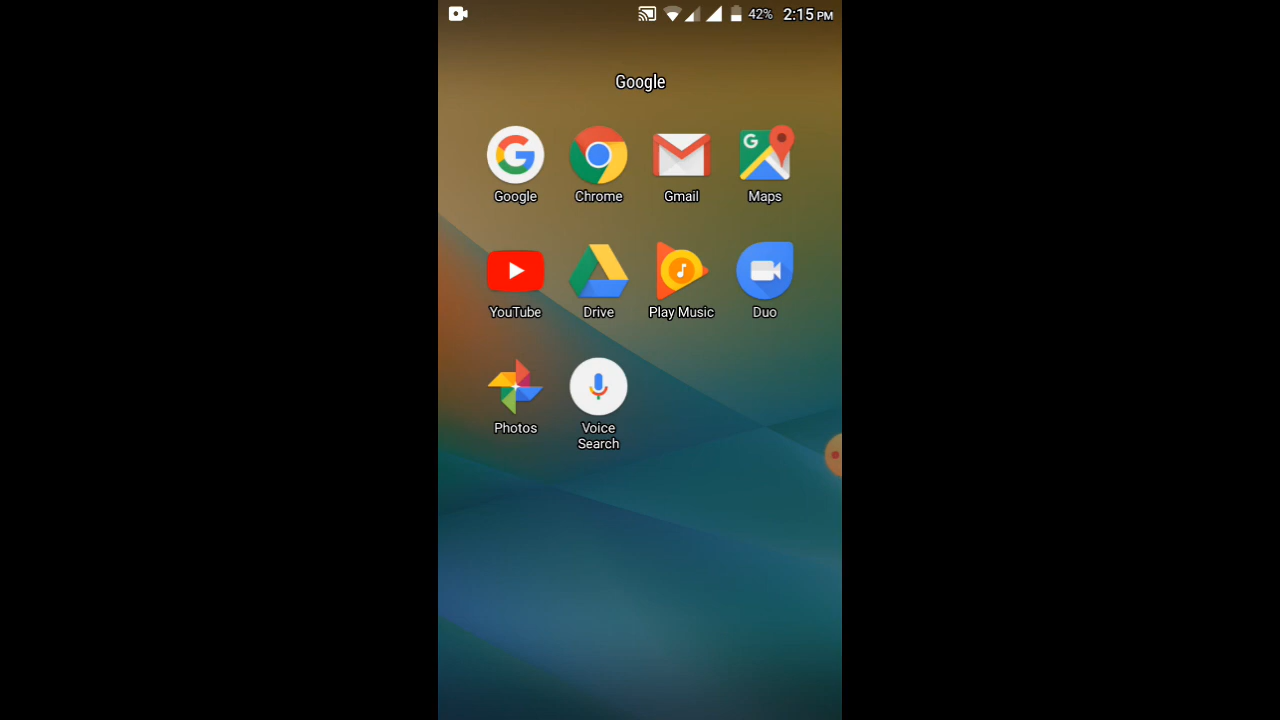 42% 2:15 PM
Google
Google Chrome Gmail Maps
YouTube Drive Play Music Duo
Photos Voice
Search